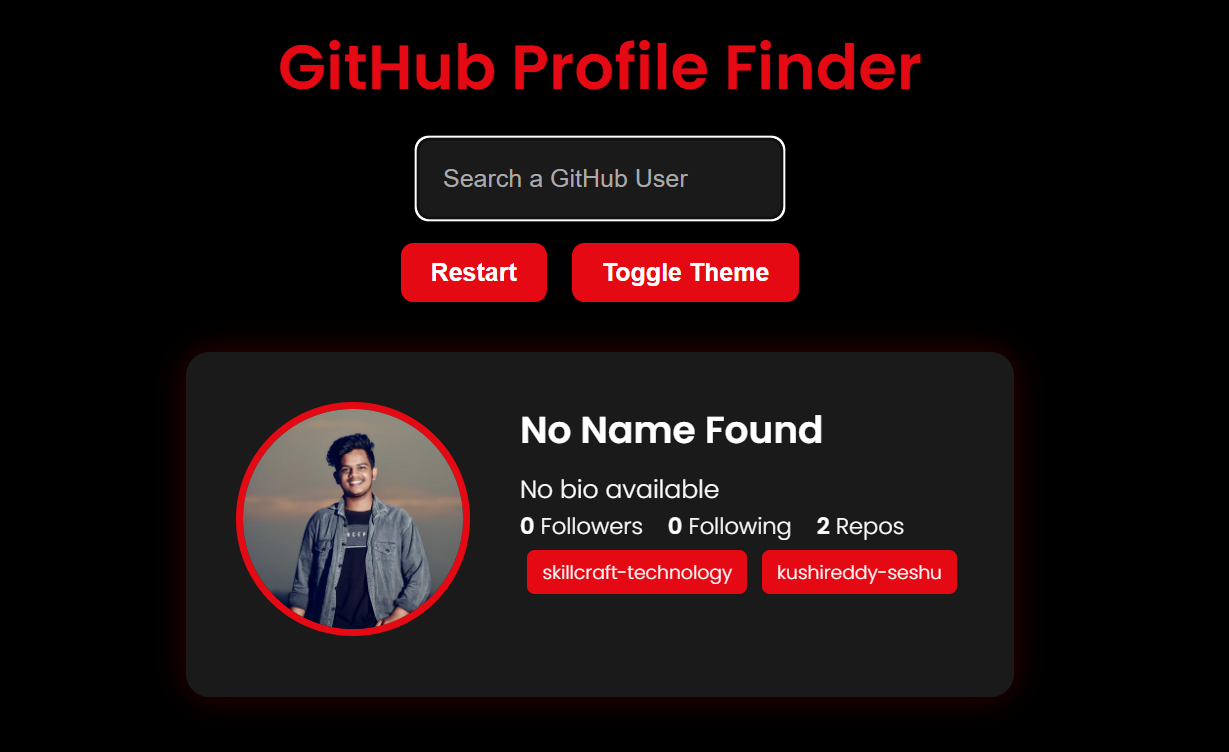 GitHub Profile Finder
Search a GitHub User
Restart Toggle Theme
No Name Found
No bio available
0 Followers 0 Following 2 Repos
skillcraft-technology kushireddy-seshu